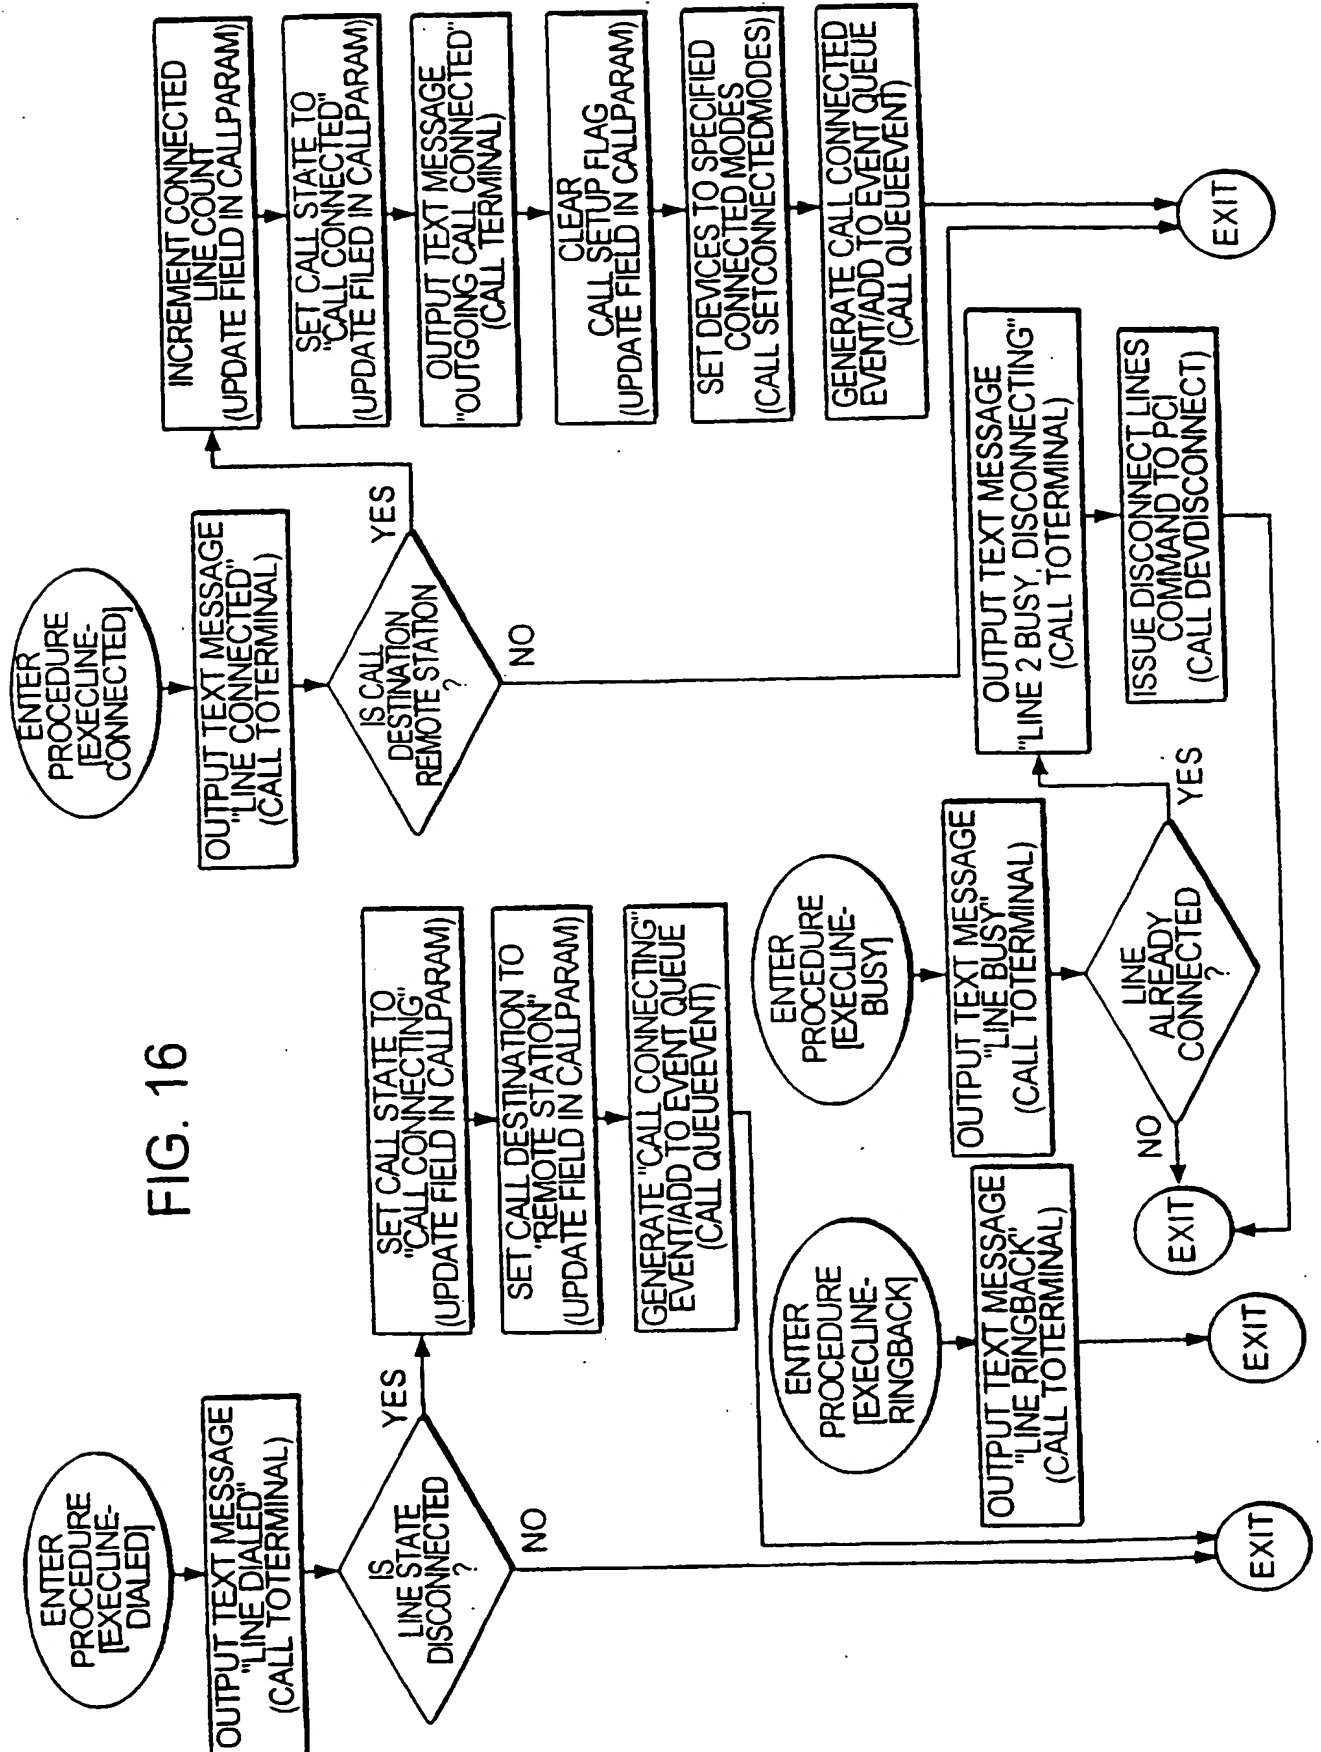 FIG. 16
ENTER
PROCEDURE
[EXECLINE-
DIALED]
OUTPUT TEXT MESSAGE
"LINE DIALED"
(CALL TOTERMINAL)
IS
LINE STATE
DISCONNECTED
?
YES
NO
SET CALL STATE TO
"CALL CONNECTING"
(UPDATE FIELD IN CALLPARAM)
SET CALL DESTINATION TO
"REMOTE STATION"
(UPDATE FIELD IN CALLPARAM)
GENERATE "CALL CONNECTING"
EVENT/ADD TO EVENT QUEUE
(CALL QUEUEEVENT)
EXIT
ENTER
PROCEDURE
[EXECLINE-
RINGBACK]
OUTPUT TEXT MESSAGE
"LINE RINGBACK"
(CALL TOTERMINAL)
EXIT
ENTER
PROCEDURE
[EXECLINE-
BUSY]
OUTPUT TEXT MESSAGE
"LINE BUSY"
(CALL TOTERMINAL)
LINE
ALREADY
CONNECTED
?
NO
YES
EXIT
OUTPUT TEXT MESSAGE
"LINE 2 BUSY, DISCONNECTING"
(CALL TOTERMINAL)
ISSUE DISCONNECT LINES
COMMAND TO PCI
(CALL DEVDISCONNECT)
ENTER
PROCEDURE
[EXECLINE-
CONNECTED]
OUTPUT TEXT MESSAGE
"LINE CONNECTED"
(CALL TOTERMINAL)
IS CALL
DESTINATION
REMOTE STATION
?
YES
NO
INCREMENT CONNECTED
LINE COUNT
(UPDATE FIELD IN CALLPARAM)
SET CALL STATE TO
"CALL CONNECTED"
(UPDATE FILED IN CALLPARAM)
OUTPUT TEXT MESSAGE
"OUTGOING CALL CONNECTED"
(CALL TERMINAL)
CLEAR
CALL SETUP FLAG
(UPDATE FIELD IN CALLPARAM)
SET DEVICES TO SPECIFIED
CONNECTED MODES
(CALL SETCONNECTEDMODES)
GENERATE CALL CONNECTED
EVENT/ADD TO EVENT QUEUE
(CALL QUEUEEVENT)
EXIT